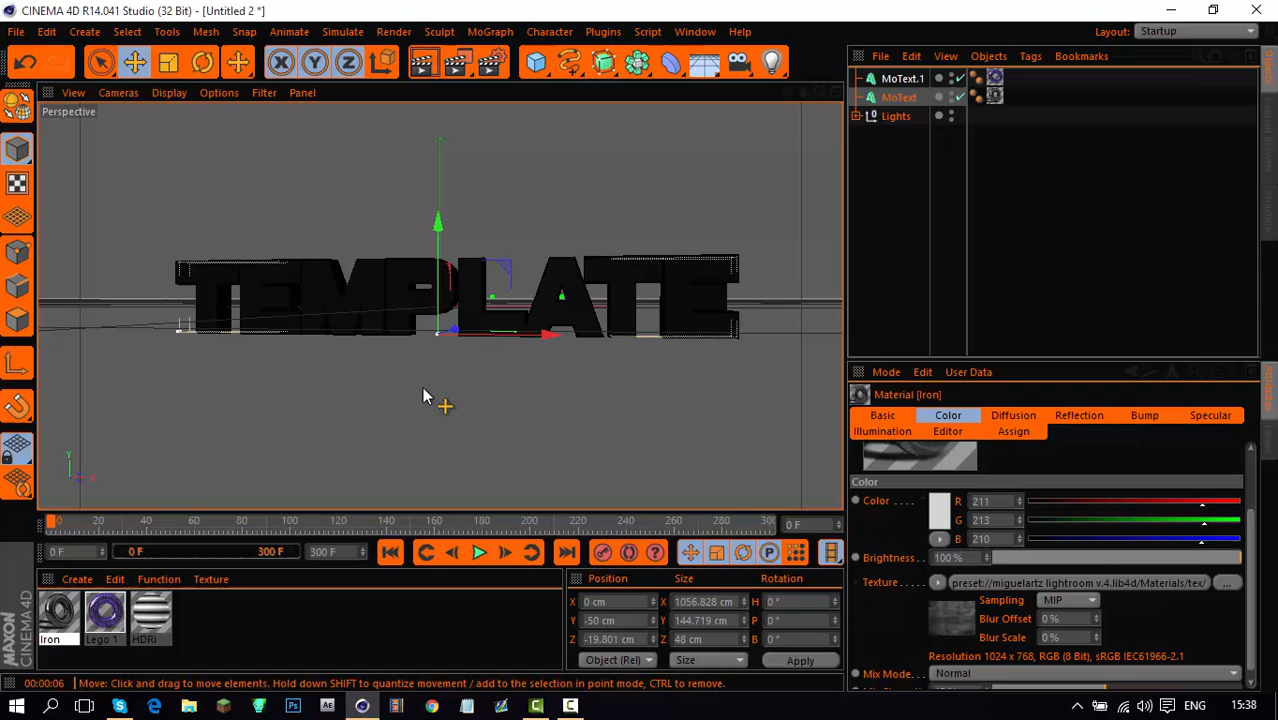 CINEMA 4D R14.041 Studio (32 Bit) - [Untitled 2 *]
File Edit Create Select Tools Mesh Snap Animate Simulate Render Sculpt MoGraph Character Plugins Script Window Help
Layout: Startup
X Y Z
View Cameras Display Options Filter Panel
File Edit View Objects Tags Bookmarks
Perspective
MoText.1
MoText
Lights
TEMPLATE
Y
Z X
Mode Edit User Data
Material [Iron]
Basic Color Diffusion Reflection Bump Specular
Illumination Editor Assign
Color
Color R 211
G 213
B 210
Brightness 100 %
Texture preset://miguelartz lightroom v.4.lib4d/Materials/tex/ ...
Sampling MIP
Blur Offset 0 %
Blur Scale 0 %
Resolution 1024 x 768, RGB (8 Bit), sRGB IEC61966-2.1
Mix Mode Normal
0 20 40 60 80 100 120 140 160 180 200 220 240 260 280 300 0 F
0 F 0 F 300 F 300 F
Create Edit Function Texture
Iron Lego 1 HDRi
Position Size Rotation
X 0 cm X 1056.828 cm H 0 °
Y -50 cm Y 144.719 cm P 0 °
Z -19.801 cm Z 48 cm B 0 °
Object (Rel) Size Apply
MAXON
CINEMA 4D
00:00:06 Move: Click and drag to move elements. Hold down SHIFT to quantize movement / add to the selection in point mode, CTRL to remove.
Ps Ae ENG 15:38